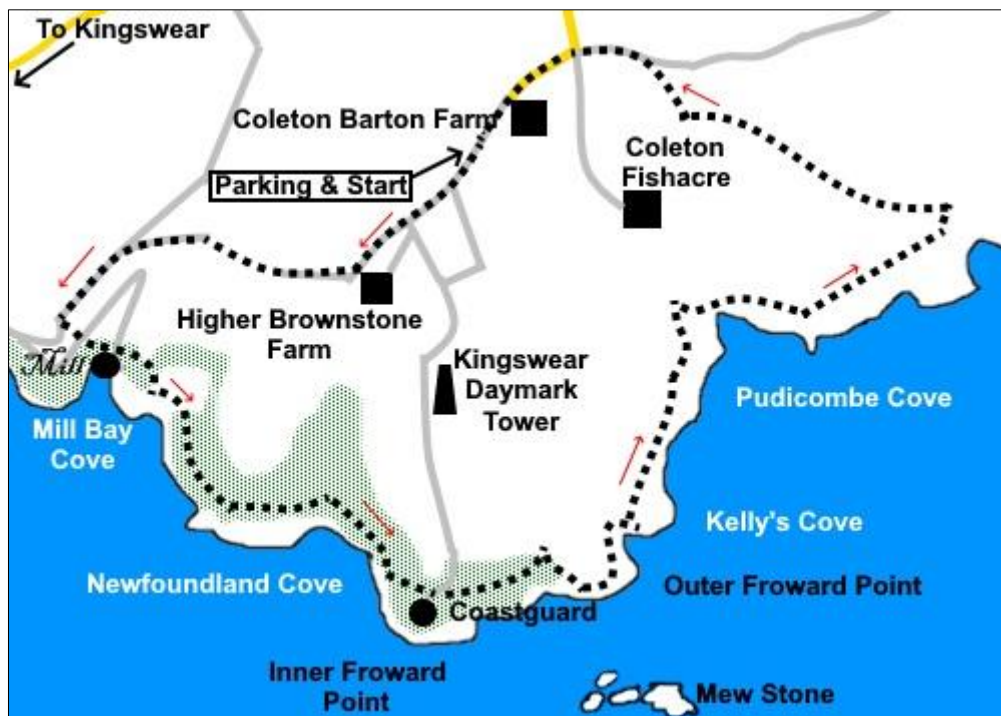 To Kingswear
Coleton Barton Farm
Coleton
Fishacre
Parking & Start
Higher Brownstone
Farm
Mill
Kingswear
Daymark
Tower
Pudicombe Cove
Mill Bay
Cove
Kelly's Cove
Newfoundland Cove
Outer Froward Point
Coastguard
Inner Froward
Point
Mew Stone